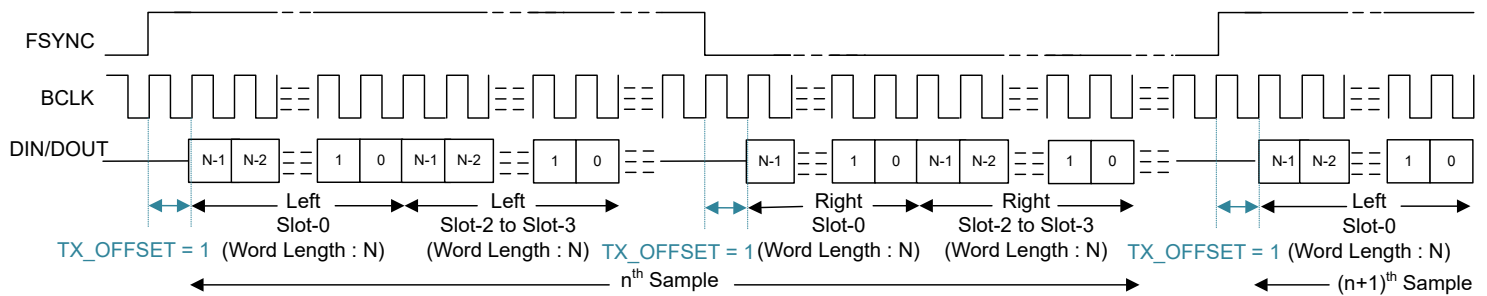 FSYNC
BCLK
DIN/DOUT
N-1 N-2 1 0 N-1 N-2 1 0 N-1 1 0 N-1 N-2 1 0 N-1 N-2 1 0
Left Left Right Right Left
Slot-0 Slot-2 to Slot-3 Slot-0 Slot-2 to Slot-3 Slot-0
TX_OFFSET = 1 (Word Length : N) (Word Length : N) TX_OFFSET = 1 (Word Length : N) (Word Length : N) TX_OFFSET = 1 (Word Length : N)
nth Sample (n+1)th Sample